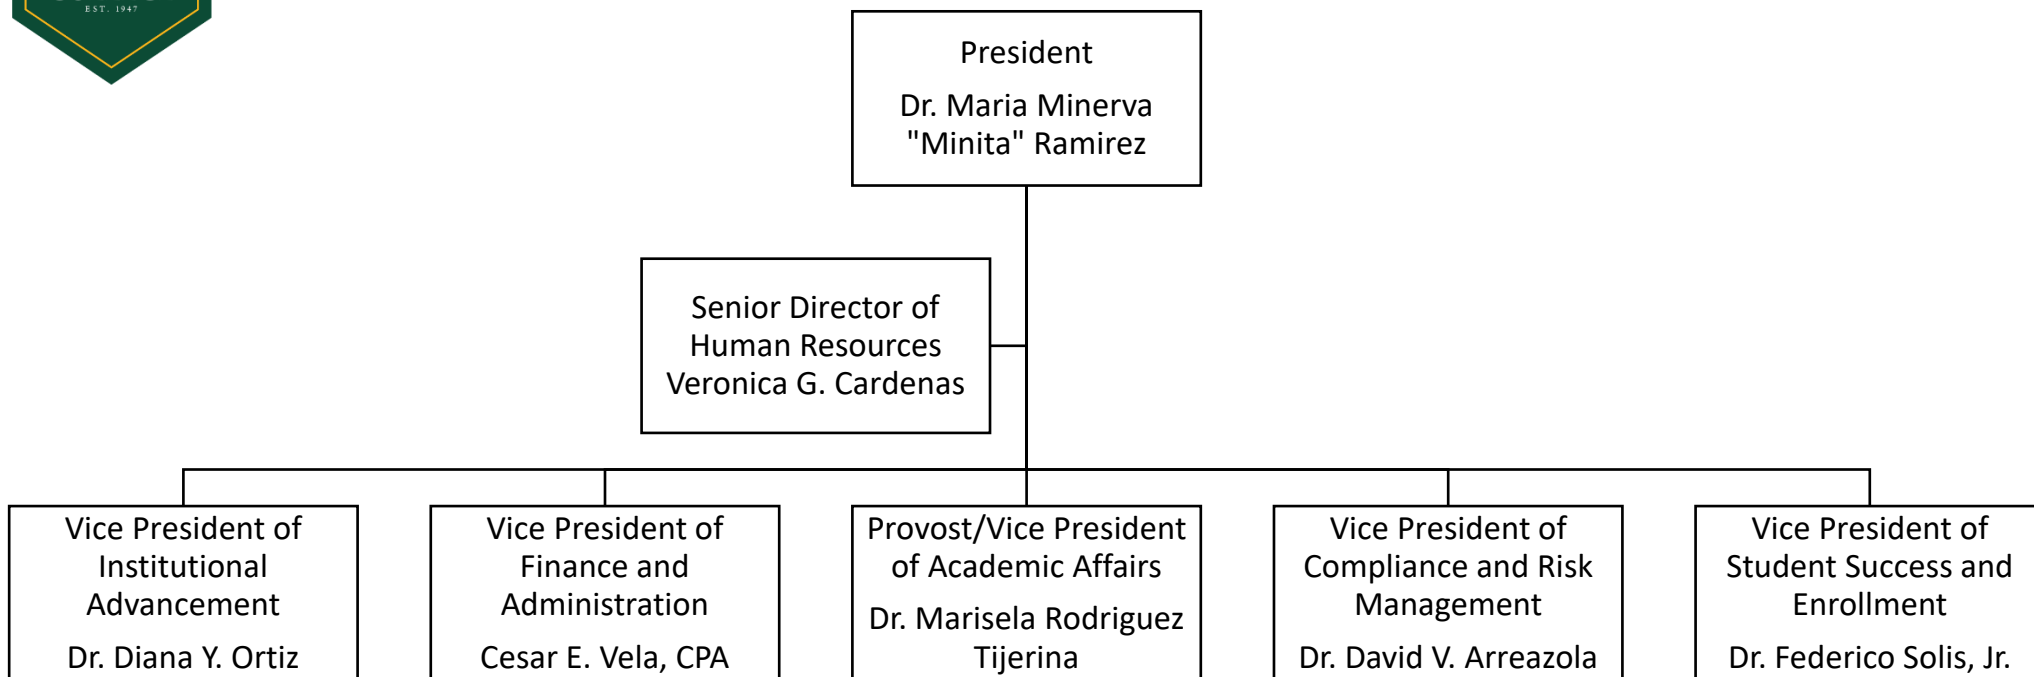 EST. 1947
President
Dr. Maria Minerva
"Minita" Ramirez
Senior Director of
Human Resources
Veronica G. Cardenas
Vice President of
Institutional
Advancement
Dr. Diana Y. Ortiz
Vice President of
Finance and
Administration
Cesar E. Vela, CPA
Provost/Vice President
of Academic Affairs
Dr. Marisela Rodriguez
Tijerina
Vice President of
Compliance and Risk
Management
Dr. David V. Arreazola
Vice President of
Student Success and
Enrollment
Dr. Federico Solis, Jr.